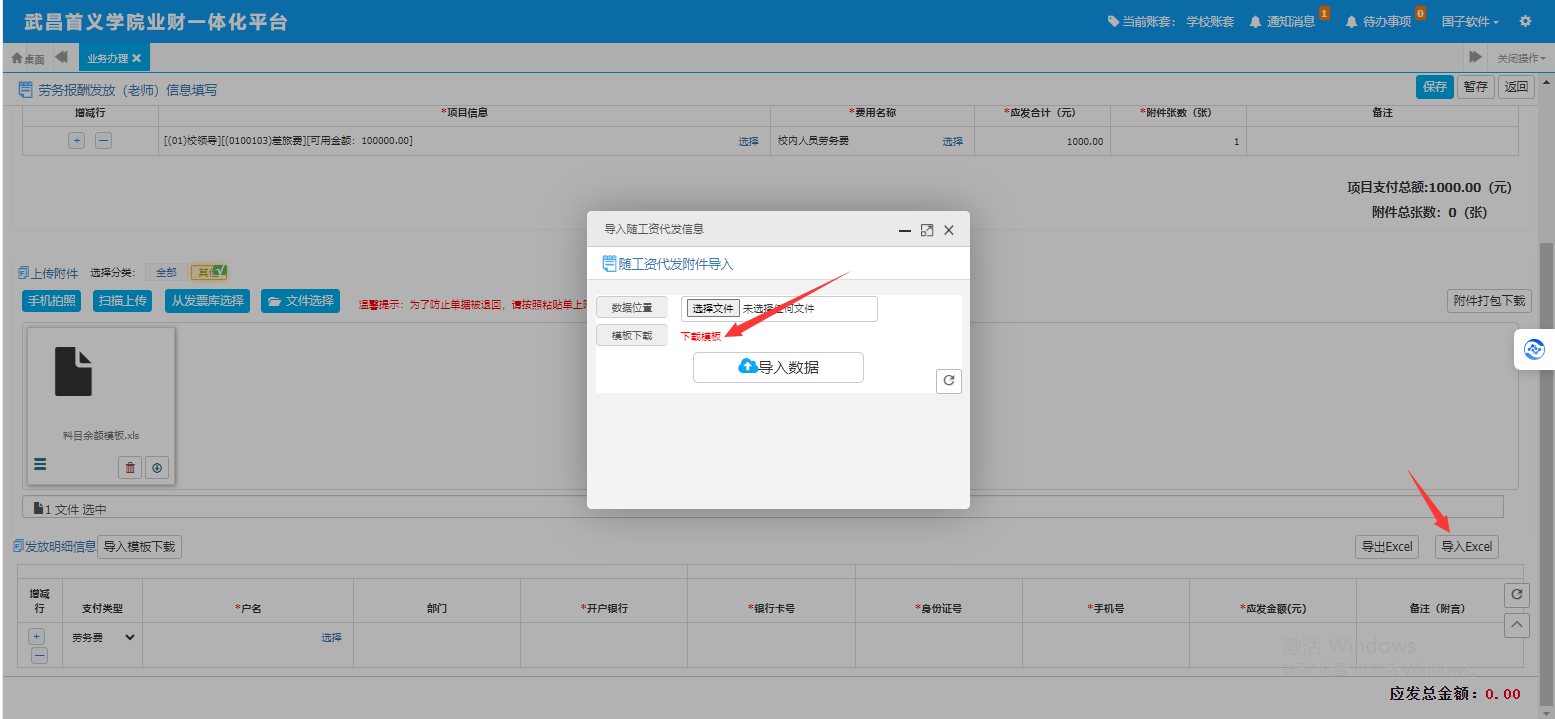 武昌首义学院业财一体化平台
当前账套： 学校账套 通知消息 1 待办事项 0 国子软件
桌面 业务办理 关闭操作
劳务报酬发放（老师）信息填写 保存 暂存 返回
增减行 *项目信息 *费用名称 *应发合计（元） *附件张数（张） 备注
[(01)校领导][(0100103)差旅费][可用金额：100000.00] 选择 校内人员劳务费 选择 1000.00 1
项目支付总额:1000.00（元）
附件总张数：0（张）
导入随工资代发信息
随工资代发附件导入
数据位置 选择文件 未选择任何文件
模板下载 下载模板
导入数据
上传附件 选择分类： 全部 其他
手机拍照 扫描上传 从发票库选择 文件选择 温馨提示：为了防止单据被退回，请按照粘贴单上 附件打包下载
科目余额模板.xls
1 文件 选中
发放明细信息 导入模板下载 导出Excel 导入Excel
增减行 支付类型 *户名 部门 *开户银行 *银行卡号 *身份证号 *手机号 *应发金额(元) 备注（附言）
劳务费 选择
激活 Windows
转到"设置"以激活 Windows。
应发总金额：0.00